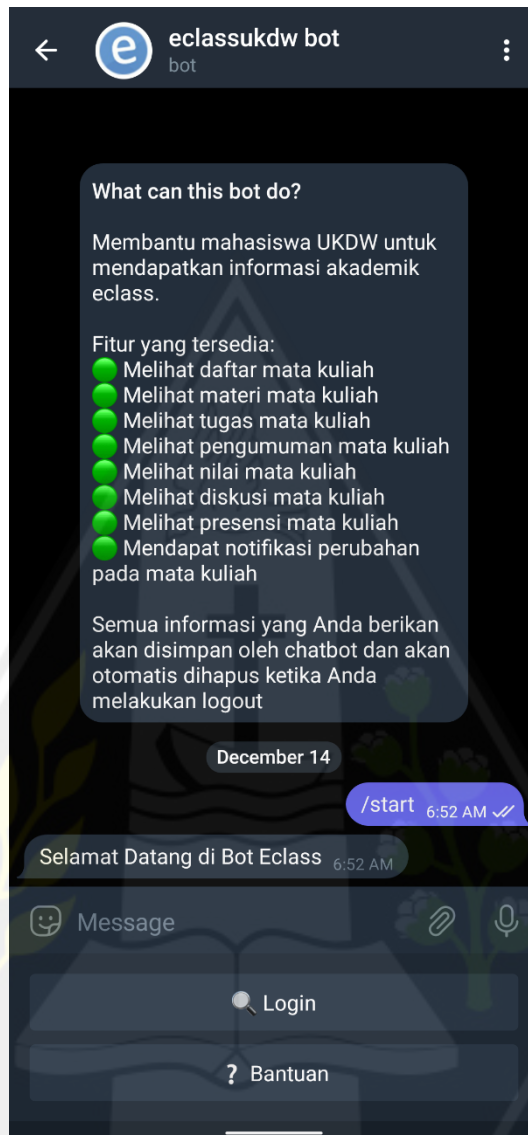 eclassukdw bot
bot
What can this bot do?
Membantu mahasiswa UKDW untuk
mendapatkan informasi akademik
eclass.
Fitur yang tersedia:
🟢 Melihat daftar mata kuliah
🟢 Melihat materi mata kuliah
🟢 Melihat tugas mata kuliah
🟢 Melihat pengumuman mata kuliah
🟢 Melihat nilai mata kuliah
🟢 Melihat diskusi mata kuliah
🟢 Melihat presensi mata kuliah
🟢 Mendapat notifikasi perubahan
pada mata kuliah
Semua informasi yang Anda berikan
akan disimpan oleh chatbot dan akan
otomatis dihapus ketika Anda
melakukan logout
December 14
/start 6:52 AM
Selamat Datang di Bot Eclass 6:52 AM
Message
🔍 Login
? Bantuan